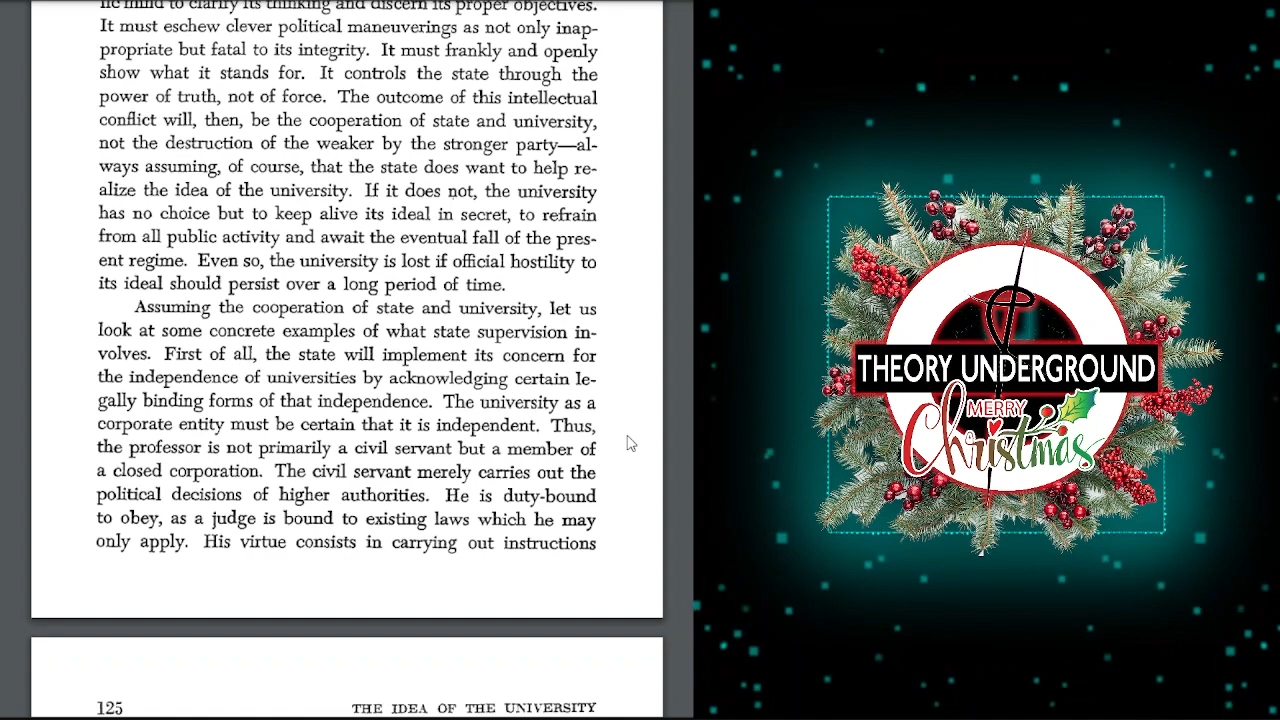 lic mind to clarify its thinking and discern its proper objectives.
It must eschew clever political maneuverings as not only inap-
propriate but fatal to its integrity. It must frankly and openly
show what it stands for. It controls the state through the
power of truth, not of force. The outcome of this intellectual
conflict will, then, be the cooperation of state and university,
not the destruction of the weaker by the stronger party—al-
ways assuming, of course, that the state does want to help re-
alize the idea of the university. If it does not, the university
has no choice but to keep alive its ideal in secret, to refrain
from all public activity and await the eventual fall of the pres-
ent regime. Even so, the university is lost if official hostility to
its ideal should persist over a long period of time.
Assuming the cooperation of state and university, let us
look at some concrete examples of what state supervision in-
volves. First of all, the state will implement its concern for
the independence of universities by acknowledging certain le-
gally binding forms of that independence. The university as a
corporate entity must be certain that it is independent. Thus,
the professor is not primarily a civil servant but a member of
a closed corporation. The civil servant merely carries out the
political decisions of higher authorities. He is duty-bound
to obey, as a judge is bound to existing laws which he may
only apply. His virtue consists in carrying out instructions
125 THE IDEA OF THE UNIVERSITY
THEORY UNDERGROUND
MERRY
Christmas